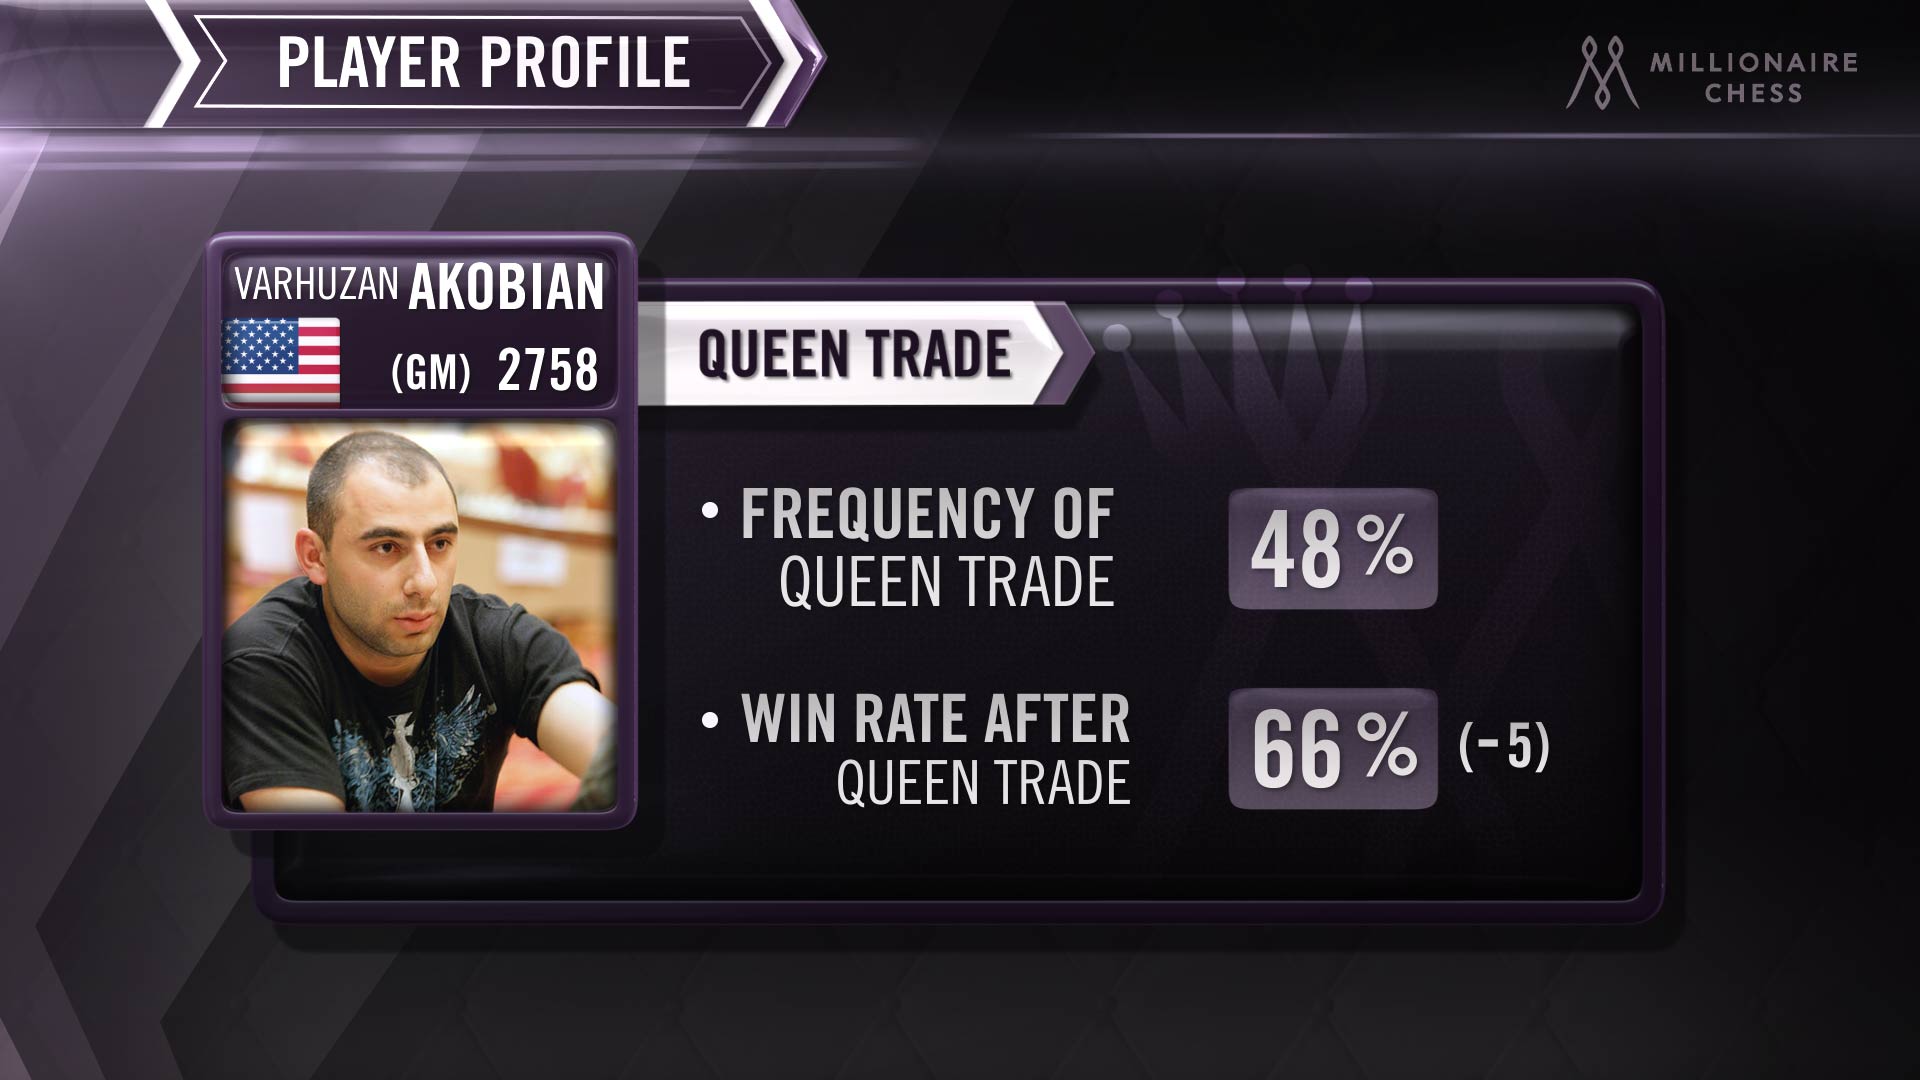 PLAYER PROFILE
MILLIONAIRE
CHESS
VARHUZAN AKOBIAN
(GM) 2758
QUEEN TRADE
• FREQUENCY OF
QUEEN TRADE
48%
• WIN RATE AFTER
QUEEN TRADE
66% (-5)